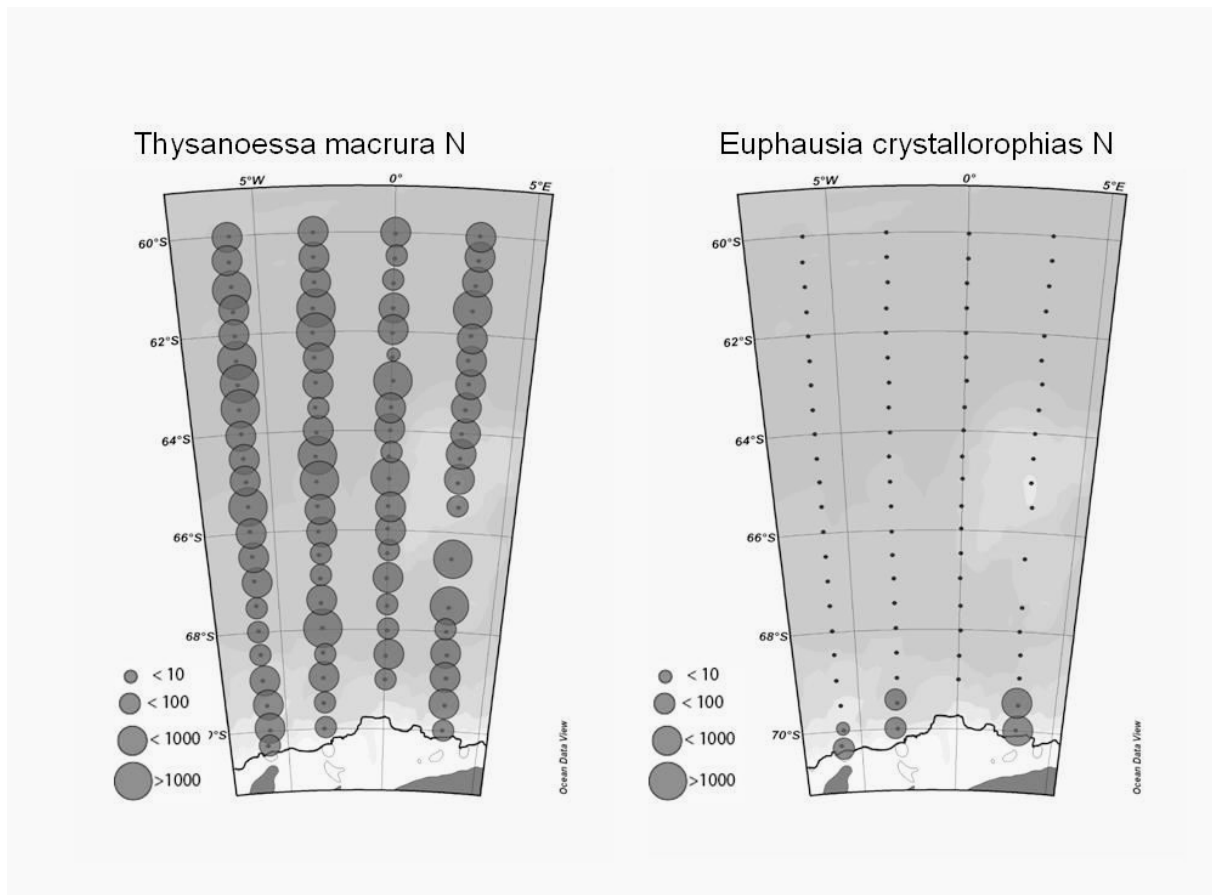 Thysanoessa macrura N
5°W 0° 5°E
60°S
62°S
64°S
66°S
68°S
< 10
< 100
< 1000
>1000
?°S
Ocean Data View
Euphausia crystallorophias N
5°W 0° 5°E
60°S
62°S
64°S
66°S
68°S
70°S
< 10
< 100
< 1000
>1000
Ocean Data View